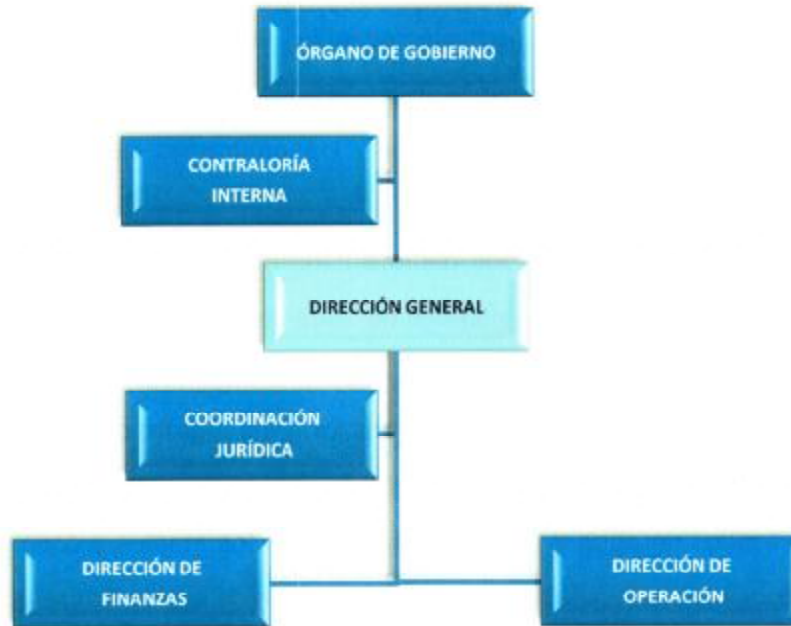 ÓRGANO DE GOBIERNO
CONTRALORÍA
INTERNA
DIRECCIÓN GENERAL
COORDINACIÓN
JURÍDICA
DIRECCIÓN DE
FINANZAS
DIRECCIÓN DE
OPERACIÓN